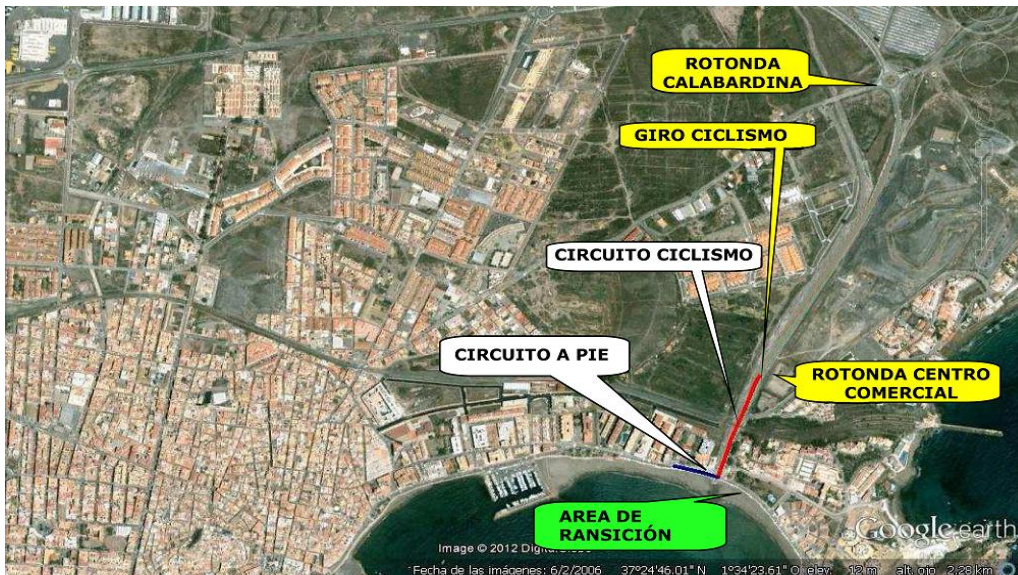 ROTONDA
CALABARDINA
GIRO CICLISMO
CIRCUITO CICLISMO
CIRCUITO A PIE
ROTONDA CENTRO
COMERCIAL
AREA DE
RANSICIÓN
Google earth
Image © 2012
Fecha de las imágenes: 6/2/2006 37°24'46.01" N 1°34'23.61" O elev. 12 m alt. ojo 2.28 km